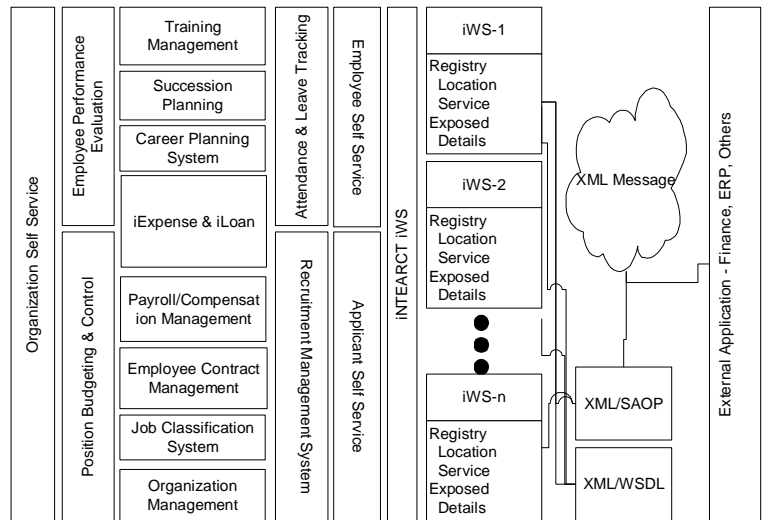 Organization Self Service
Employee Performance
Evaluation
Position Budgeting & Control
Training
Management
Succession
Planning
Career Planning
System
iExpense & iLoan
Payroll/Compensat
ion Management
Employee Contract
Management
Job Classification
System
Organization
Management
Attendance & Leave Tracking
Recruitment Management System
Employee Self Service
Applicant Self Service
iNTEARCT iWS
iWS-1
Registry
Location
Service
Exposed
Details
iWS-2
Registry
Location
Service
Exposed
Details
iWS-n
Registry
Location
Service
Exposed
Details
XML Message
XML/SAOP
XML/WSDL
External Application - Finance, ERP, Others